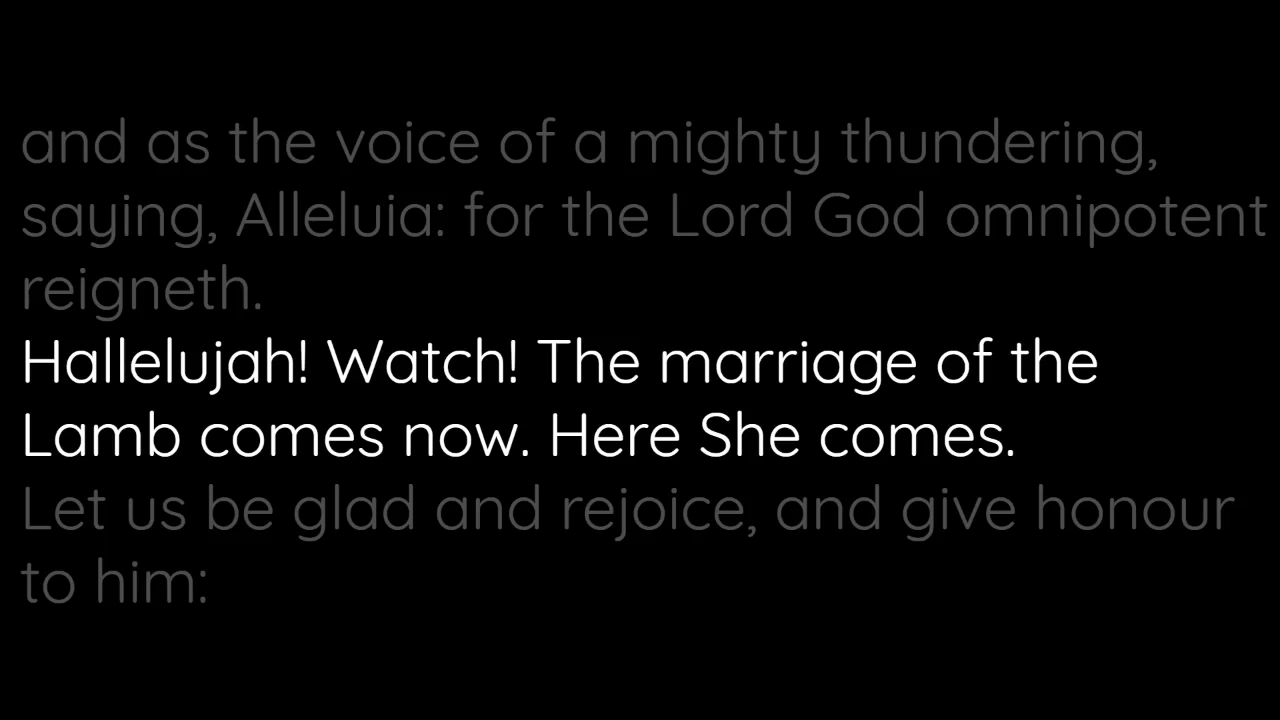 and as the voice of a mighty thundering,
saying, Alleluia: for the Lord God omnipotent
reigneth.
Hallelujah! Watch! The marriage of the
Lamb comes now. Here She comes.
Let us be glad and rejoice, and give honour
to him: